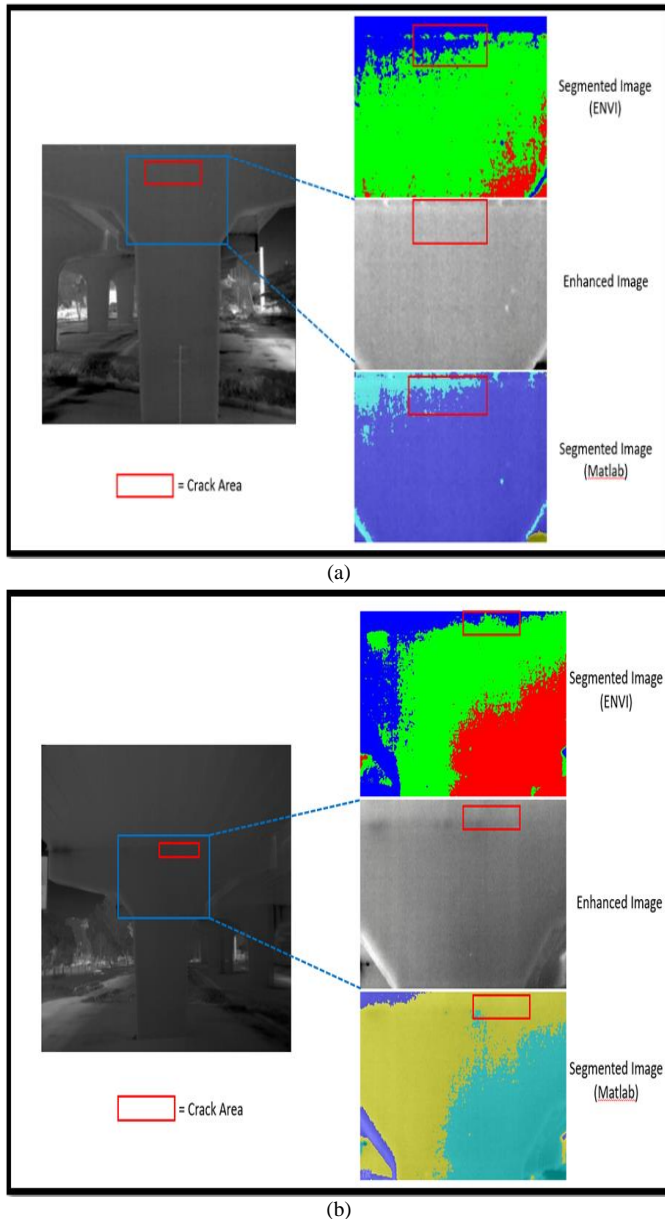 Segmented Image
(ENVI)
Enhanced Image
Segmented Image
(Matlab)
= Crack Area
(a)
Segmented Image
(ENVI)
Enhanced Image
Segmented Image
(Matlab)
= Crack Area
(b)